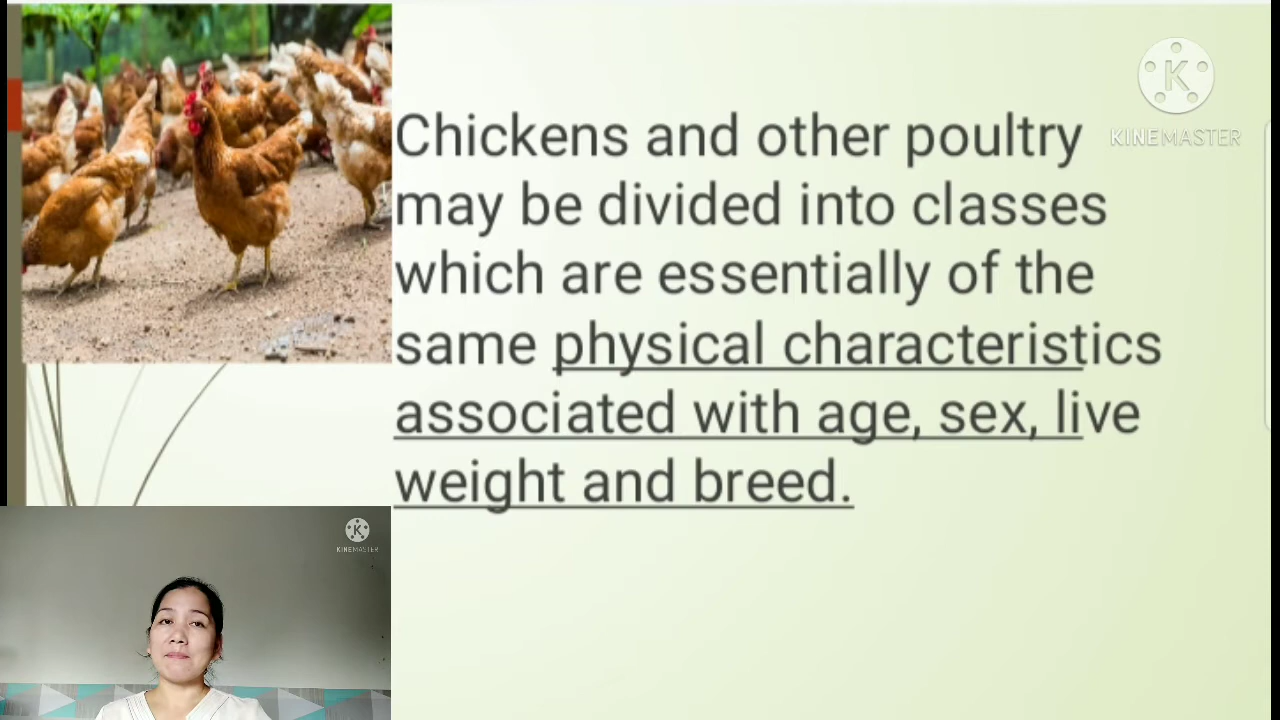 Chickens and other poultry
may be divided into classes
which are essentially of the
same physical characteristics
associated with age, sex, live
weight and breed.
K
KINEMASTER
K
KINEMASTER